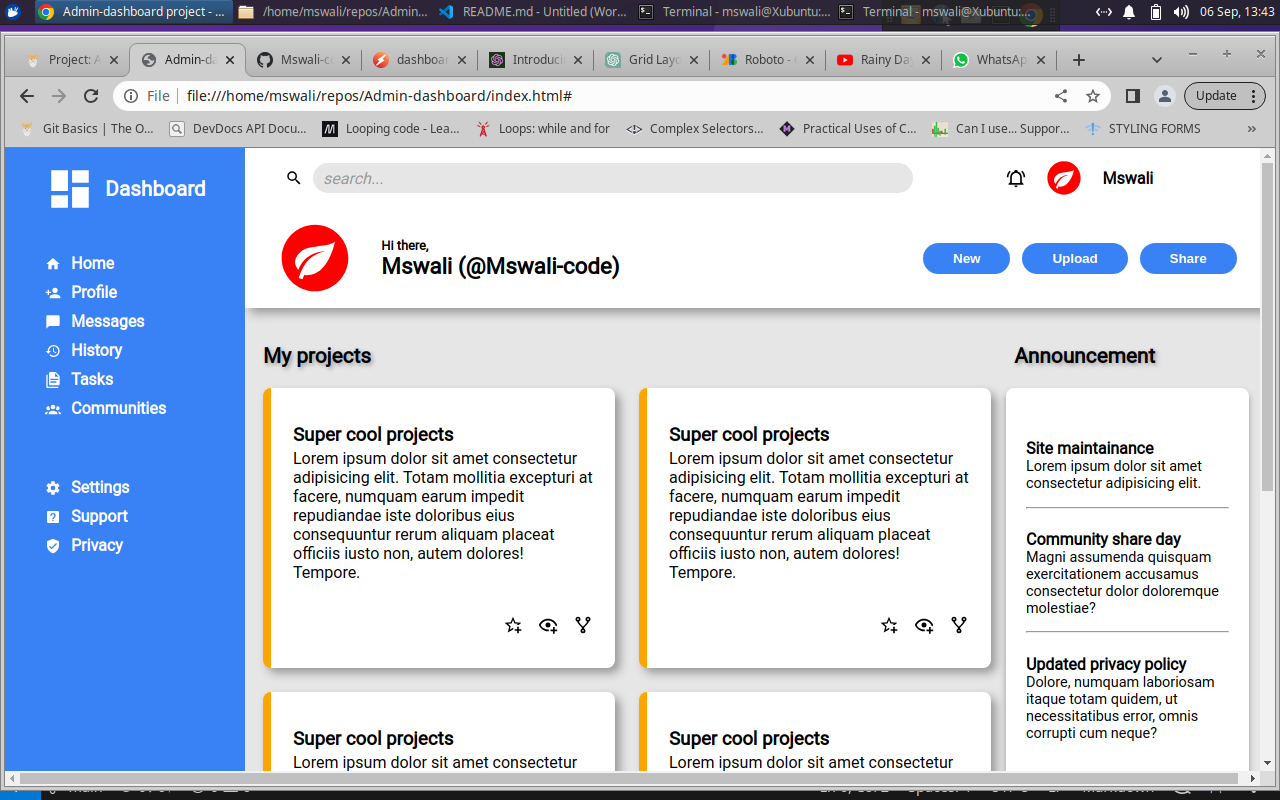 Admin-dashboard project - ...
/home/mswali/repos/Admin...
README.md - Untitled (Wor...
Terminal - mswali@Xubuntu:...
Terminal - mswali@Xubuntu:...
06 Sep, 13:43
Project: A
Admin-da
Mswali-c
dashboar
Introducin
Grid Layo
Roboto -
Rainy Day
WhatsAp
File
file:///home/mswali/repos/Admin-dashboard/index.html#
Update
Git Basics | The O...
DevDocs API Docu...
M
Looping code - Lea...
Loops: while and for
Complex Selectors...
Practical Uses of C...
Can I use... Suppor...
STYLING FORMS
»
Dashboard
search...
Mswali
Hi there,
Mswali (@Mswali-code)
New
Upload
Share
Home
Profile
Messages
History
Tasks
Communities
Settings
Support
Privacy
My projects
Super cool projects
Lorem ipsum dolor sit amet consectetur
adipisicing elit. Totam mollitia excepturi at
facere, numquam earum impedit
repudiandae iste doloribus eius
consequuntur rerum aliquam placeat
officiis iusto non, autem dolores!
Tempore.
Super cool projects
Lorem ipsum dolor sit amet consectetur
adipisicing elit. Totam mollitia excepturi at
facere, numquam earum impedit
repudiandae iste doloribus eius
consequuntur rerum aliquam placeat
officiis iusto non, autem dolores!
Tempore.
Super cool projects
Lorem ipsum dolor sit amet consectetur
Super cool projects
Lorem ipsum dolor sit amet consectetur
Announcement
Site maintainance
Lorem ipsum dolor sit amet
consectetur adipisicing elit.
Community share day
Magni assumenda quisquam
exercitationem accusamus
consectetur dolor doloremque
molestiae?
Updated privacy policy
Dolore, numquam laboriosam
itaque totam quidem, ut
necessitatibus error, omnis
corrupti cum neque?